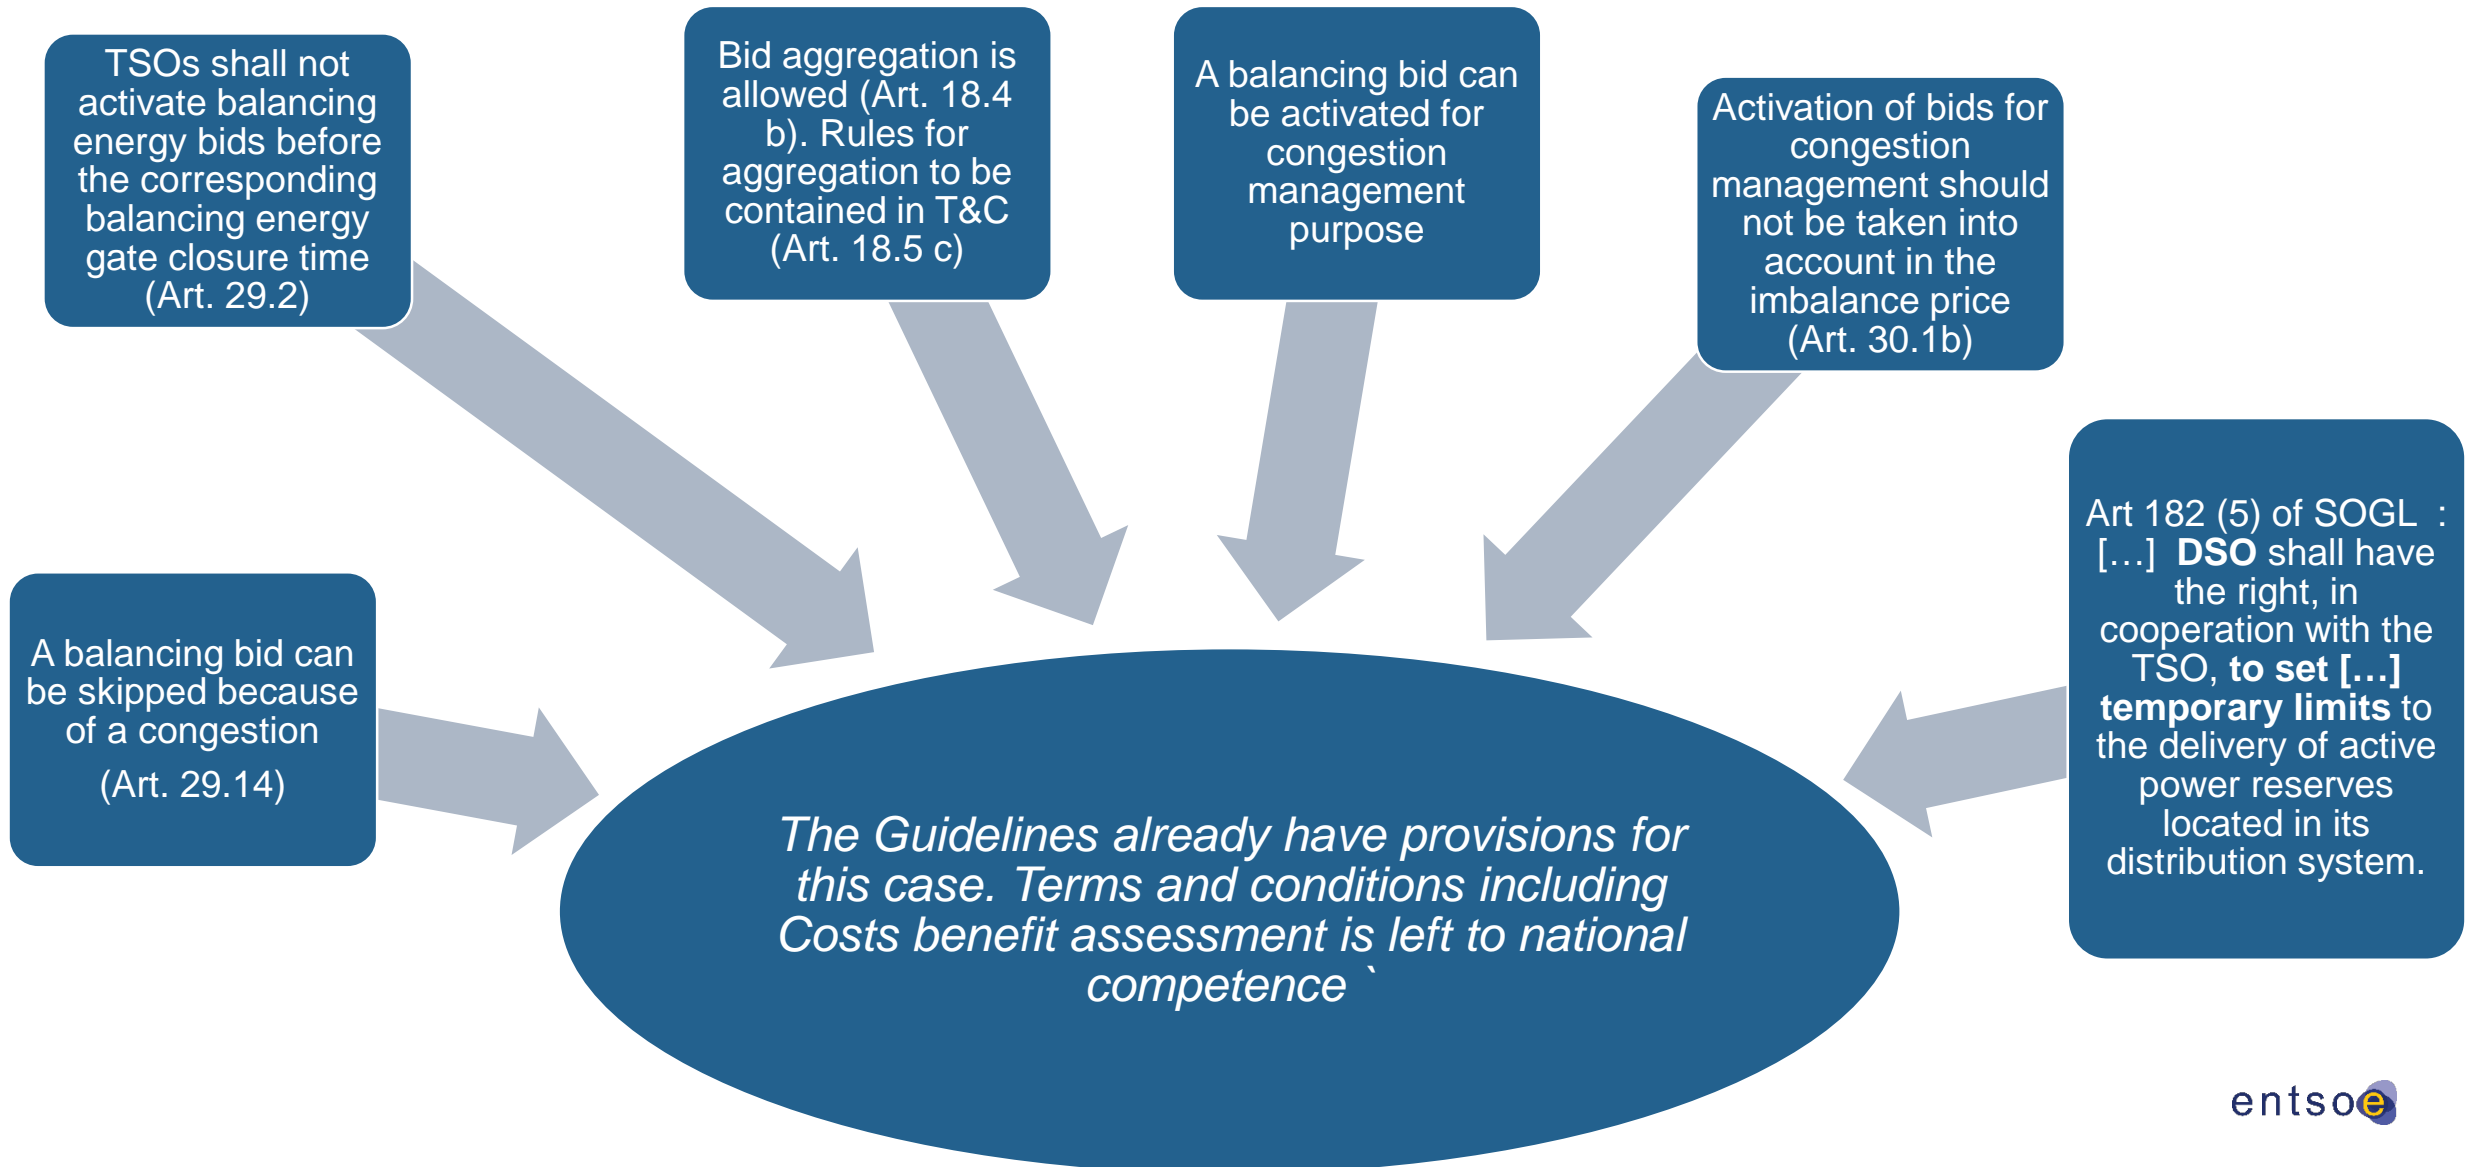 TSOs shall not
activate balancing
energy bids before
the corresponding
balancing energy
gate closure time
(Art. 29.2)
Bid aggregation is
allowed (Art. 18.4
b). Rules for
aggregation to be
contained in T&C
(Art. 18.5 c)
A balancing bid can
be activated for
congestion
management
purpose
Activation of bids for
congestion
management should
not be taken into
account in the
imbalance price
(Art. 30.1b)
Art 182 (5) of SOGL :
[…] DSO shall have
the right, in
cooperation with the
TSO, to set […]
temporary limits to
the delivery of active
power reserves
located in its
distribution system.
A balancing bid can
be skipped because
of a congestion
(Art. 29.14)
The Guidelines already have provisions for
this case. Terms and conditions including
Costs benefit assessment is left to national
competence `
entsoe